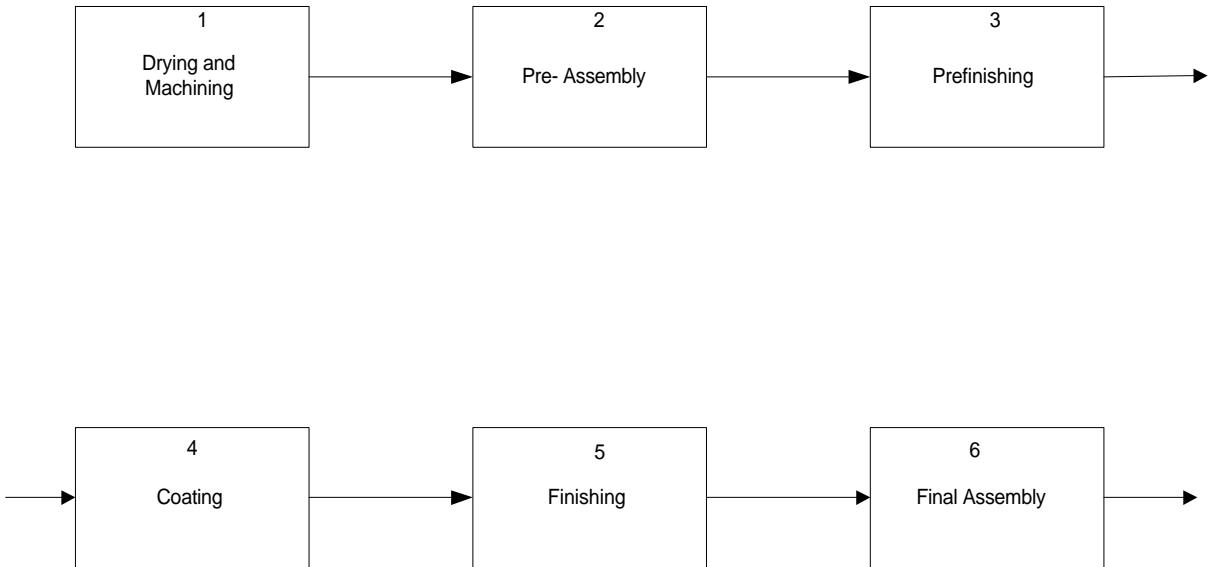 1
Drying and
Machining
2
Pre- Assembly
3
Prefinishing
4
Coating
5
Finishing
6
Final Assembly